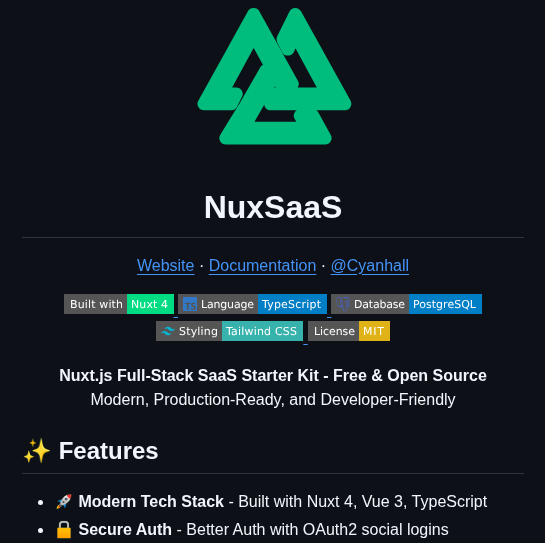 NuxSaaS
Website · Documentation · @Cyanhall
Built with Nuxt 4 TS Language TypeScript Database PostgreSQL
Styling Tailwind CSS License MIT
Nuxt.js Full-Stack SaaS Starter Kit - Free & Open Source
Modern, Production-Ready, and Developer-Friendly
✨ Features
• 🚀 Modern Tech Stack - Built with Nuxt 4, Vue 3, TypeScript
• 🔒 Secure Auth - Better Auth with OAuth2 social logins